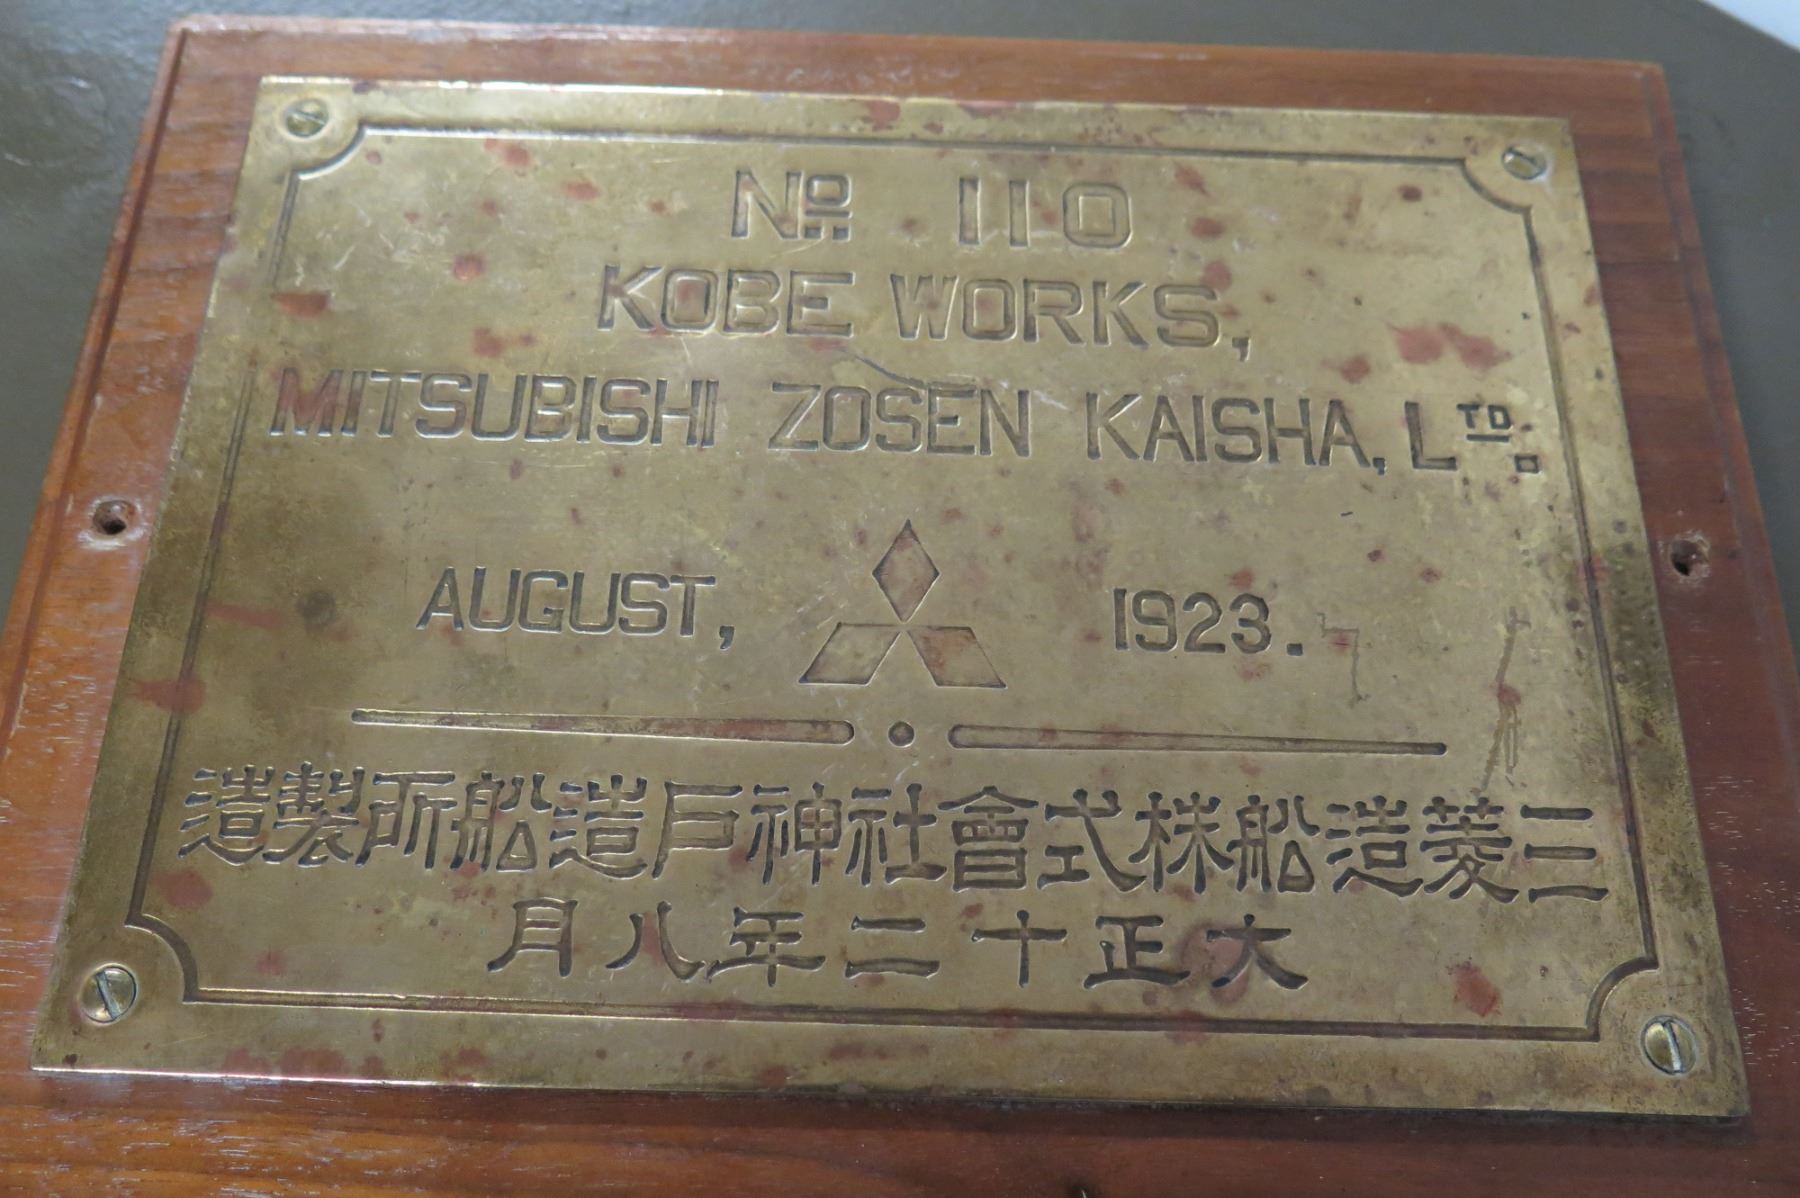 No 110
KOBE WORKS,
MITSUBISHI ZOSEN KAISHA, LTD.
AUGUST, 1923.
三菱造船株式會社神戸造船所製造
大正十二年八月